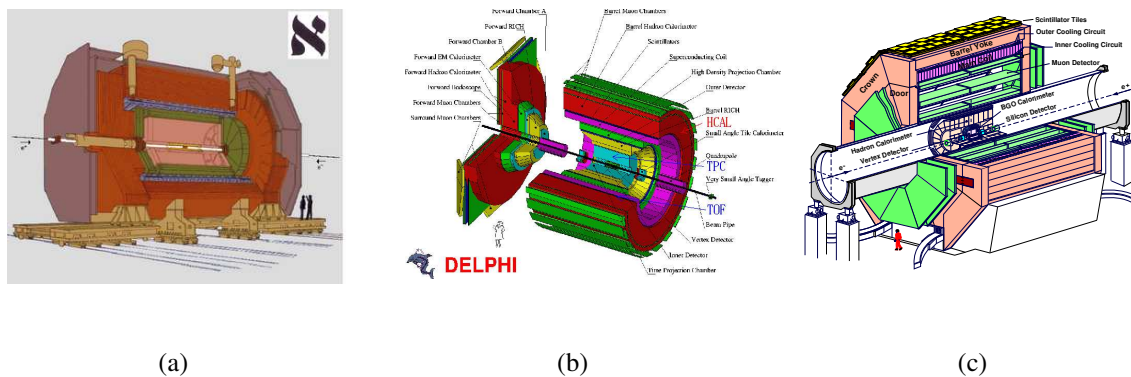 א
e⁻
e⁺
(a)
Forward Chamber A
Forward RICH
Forward Chamber B
Forward EM Calorimeter
Forward Hadron Calorimeter
Forward Hodoscope
Forward Muon Chambers
Surround Muon Chambers
Barrel Muon Chambers
Barrel Hadron Calorimeter
Scintillators
Superconducting Coil
High Density Projection Chamber
Outer Detector
Barrel RICH
HCAL
Small Angle Tile Calorimeter
Quadrupole
TPC
Very Small Angle Tagger
TOF
Beam Pipe
Vertex Detector
Inner Detector
Time Projection Chamber
DELPHI
(b)
Scintillator Tiles
Outer Cooling Circuit
Inner Cooling Circuit
Muon Detector
Barrel Yoke
Crown
Door
e+
BGO Calorimeter
Silicon Detector
Hadron Calorimeter
Vertex Detector
e-
(c)